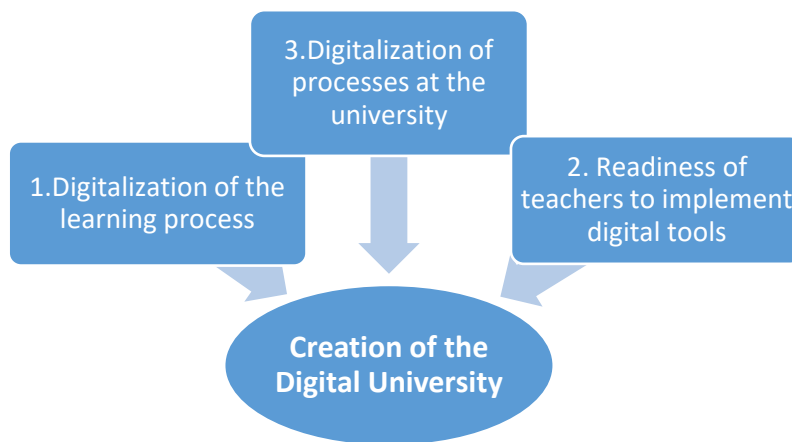 3.Digitalization of
processes at the
university
1.Digitalization of the
learning process
2. Readiness of
teachers to implement
digital tools
Creation of the
Digital University